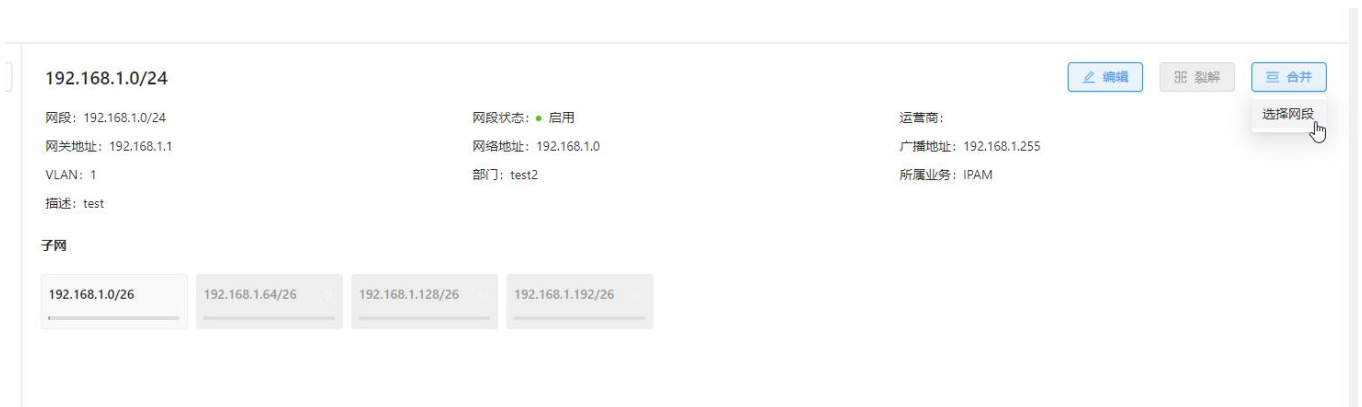 192.168.1.0/24 编辑 裂解 合并
选择网段
网段：192.168.1.0/24 网段状态：启用 运营商：
网关地址：192.168.1.1 网络地址：192.168.1.0 广播地址：192.168.1.255
VLAN：1 部门：test2 所属业务：IPAM
描述：test
子网
192.168.1.0/26 192.168.1.64/26 192.168.1.128/26 192.168.1.192/26